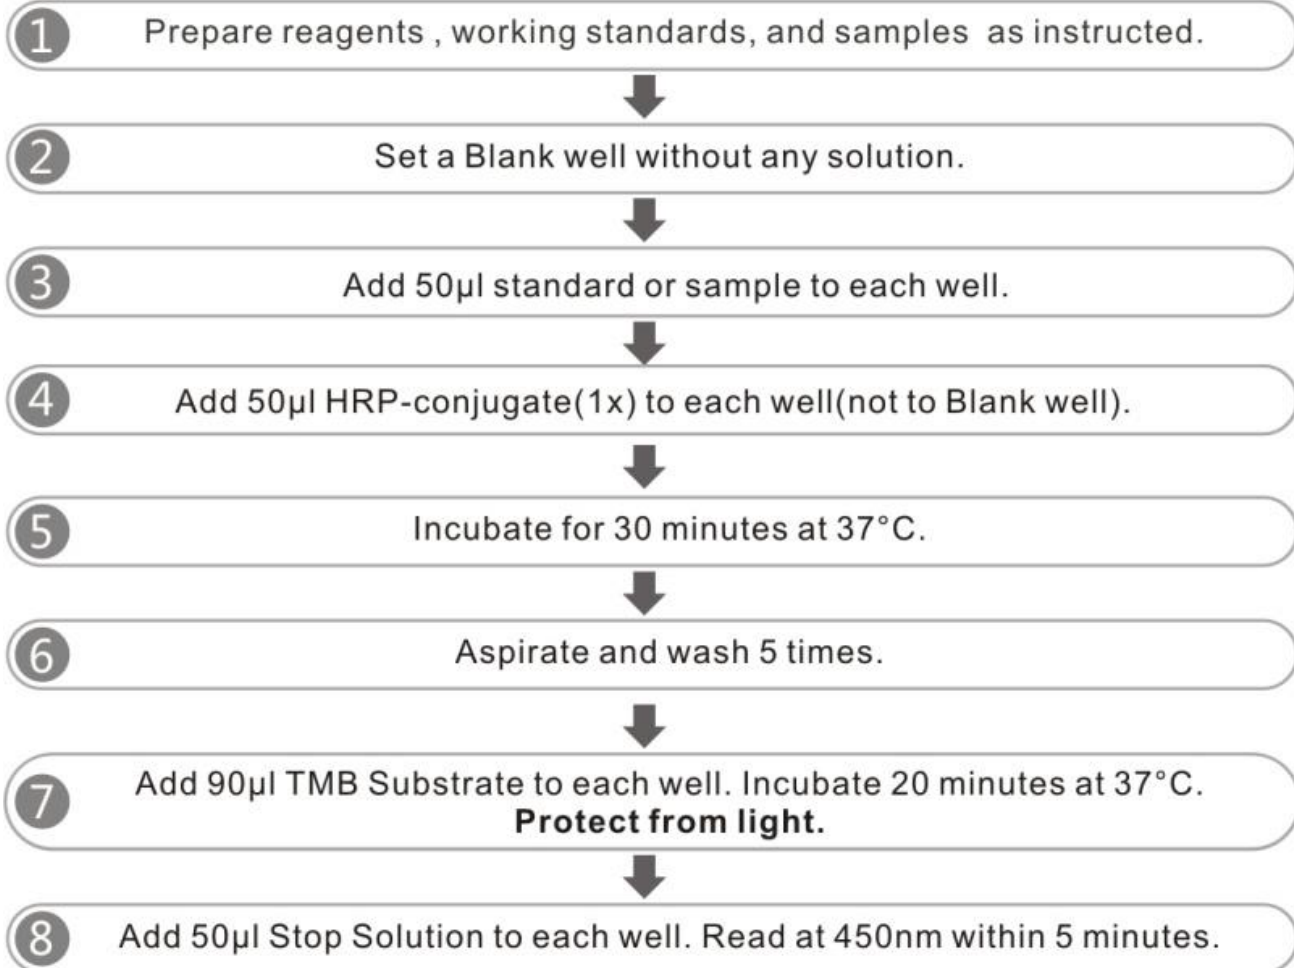 1 Prepare reagents , working standards, and samples as instructed.
2 Set a Blank well without any solution.
3 Add 50µl standard or sample to each well.
4 Add 50µl HRP-conjugate(1x) to each well(not to Blank well).
5 Incubate for 30 minutes at 37°C.
6 Aspirate and wash 5 times.
7 Add 90µl TMB Substrate to each well. Incubate 20 minutes at 37°C.
Protect from light.
8 Add 50µl Stop Solution to each well. Read at 450nm within 5 minutes.